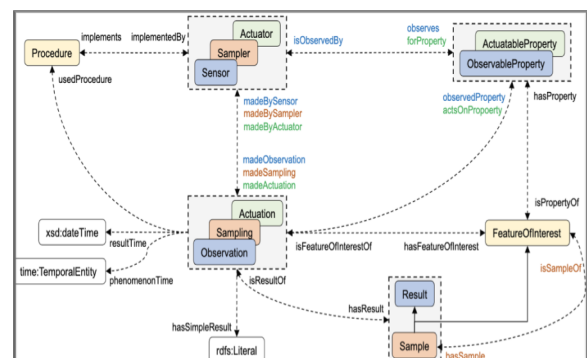 Procedure
implements
implementedBy
usedProcedure
Actuator
Sampler
Sensor
isObservedBy
observes
forProperty
ActuatableProperty
ObservableProperty
madeBySensor
madeBySampler
madeByActuator
observedProperty
actsOnPropoerty
hasProperty
madeObservation
madeSampling
madeActuation
isPropertyOf
Actuation
Sampling
Observation
xsd:dateTime
resultTime
time:TemporalEntity
phenomenonTime
isFeatureOfInterestOf
hasFeatureOfInterest
FeatureOfInterest
isSampleOf
isResultOf
hasResult
Result
hasSimpleResult
Sample
hasSample
rdfs:Literal